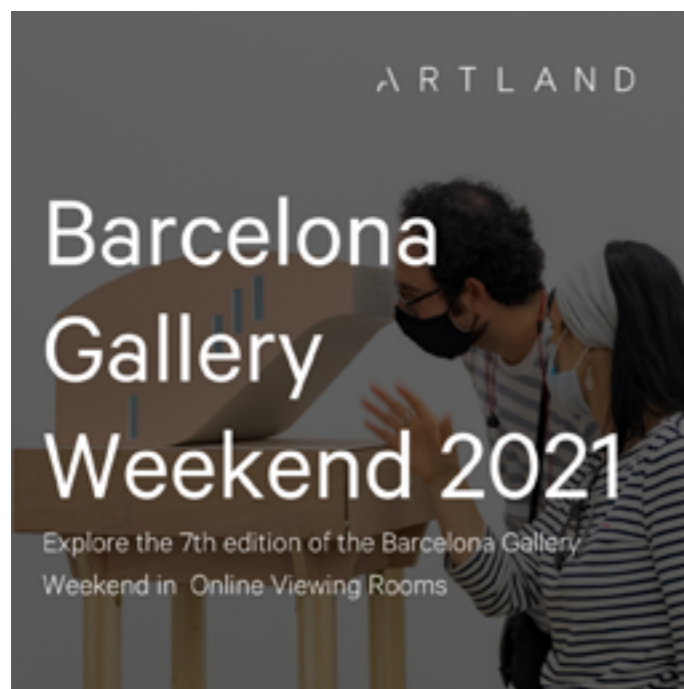 ARTLAND
Barcelona
Gallery
Weekend 2021
Explore the 7th edition of the Barcelona Gallery
Weekend in Online Viewing Rooms